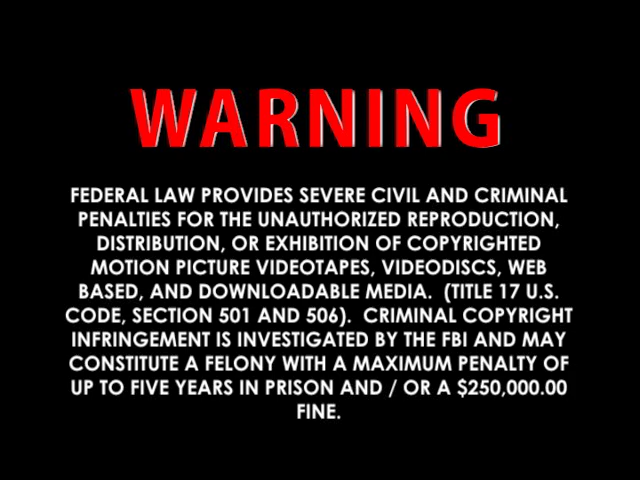 WARNING
FEDERAL LAW PROVIDES SEVERE CIVIL AND CRIMINAL
PENALTIES FOR THE UNAUTHORIZED REPRODUCTION,
DISTRIBUTION, OR EXHIBITION OF COPYRIGHTED
MOTION PICTURE VIDEOTAPES, VIDEODISCS, WEB
BASED, AND DOWNLOADABLE MEDIA.  (TITLE 17 U.S.
CODE, SECTION 501 AND 506).  CRIMINAL COPYRIGHT
INFRINGEMENT IS INVESTIGATED BY THE FBI AND MAY
CONSTITUTE A FELONY WITH A MAXIMUM PENALTY OF
UP TO FIVE YEARS IN PRISON AND / OR A $250,000.00
FINE.